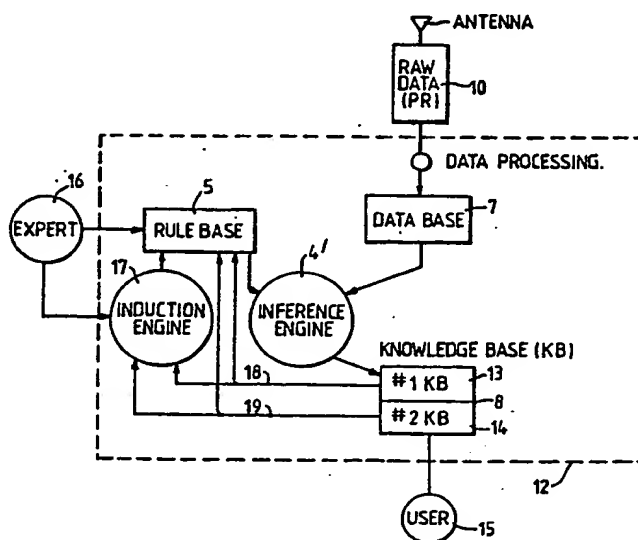 ANTENNA
RAW
DATA
(PR)
10
DATA PROCESSING.
16
EXPERT
5
RULE BASE
4'
DATA BASE
7
17
INDUCTION
ENGINE
INFERENCE
ENGINE
KNOWLEDGE BASE (KB)
18
# 1 KB
13
8
19
# 2 KB
14
12
USER
15